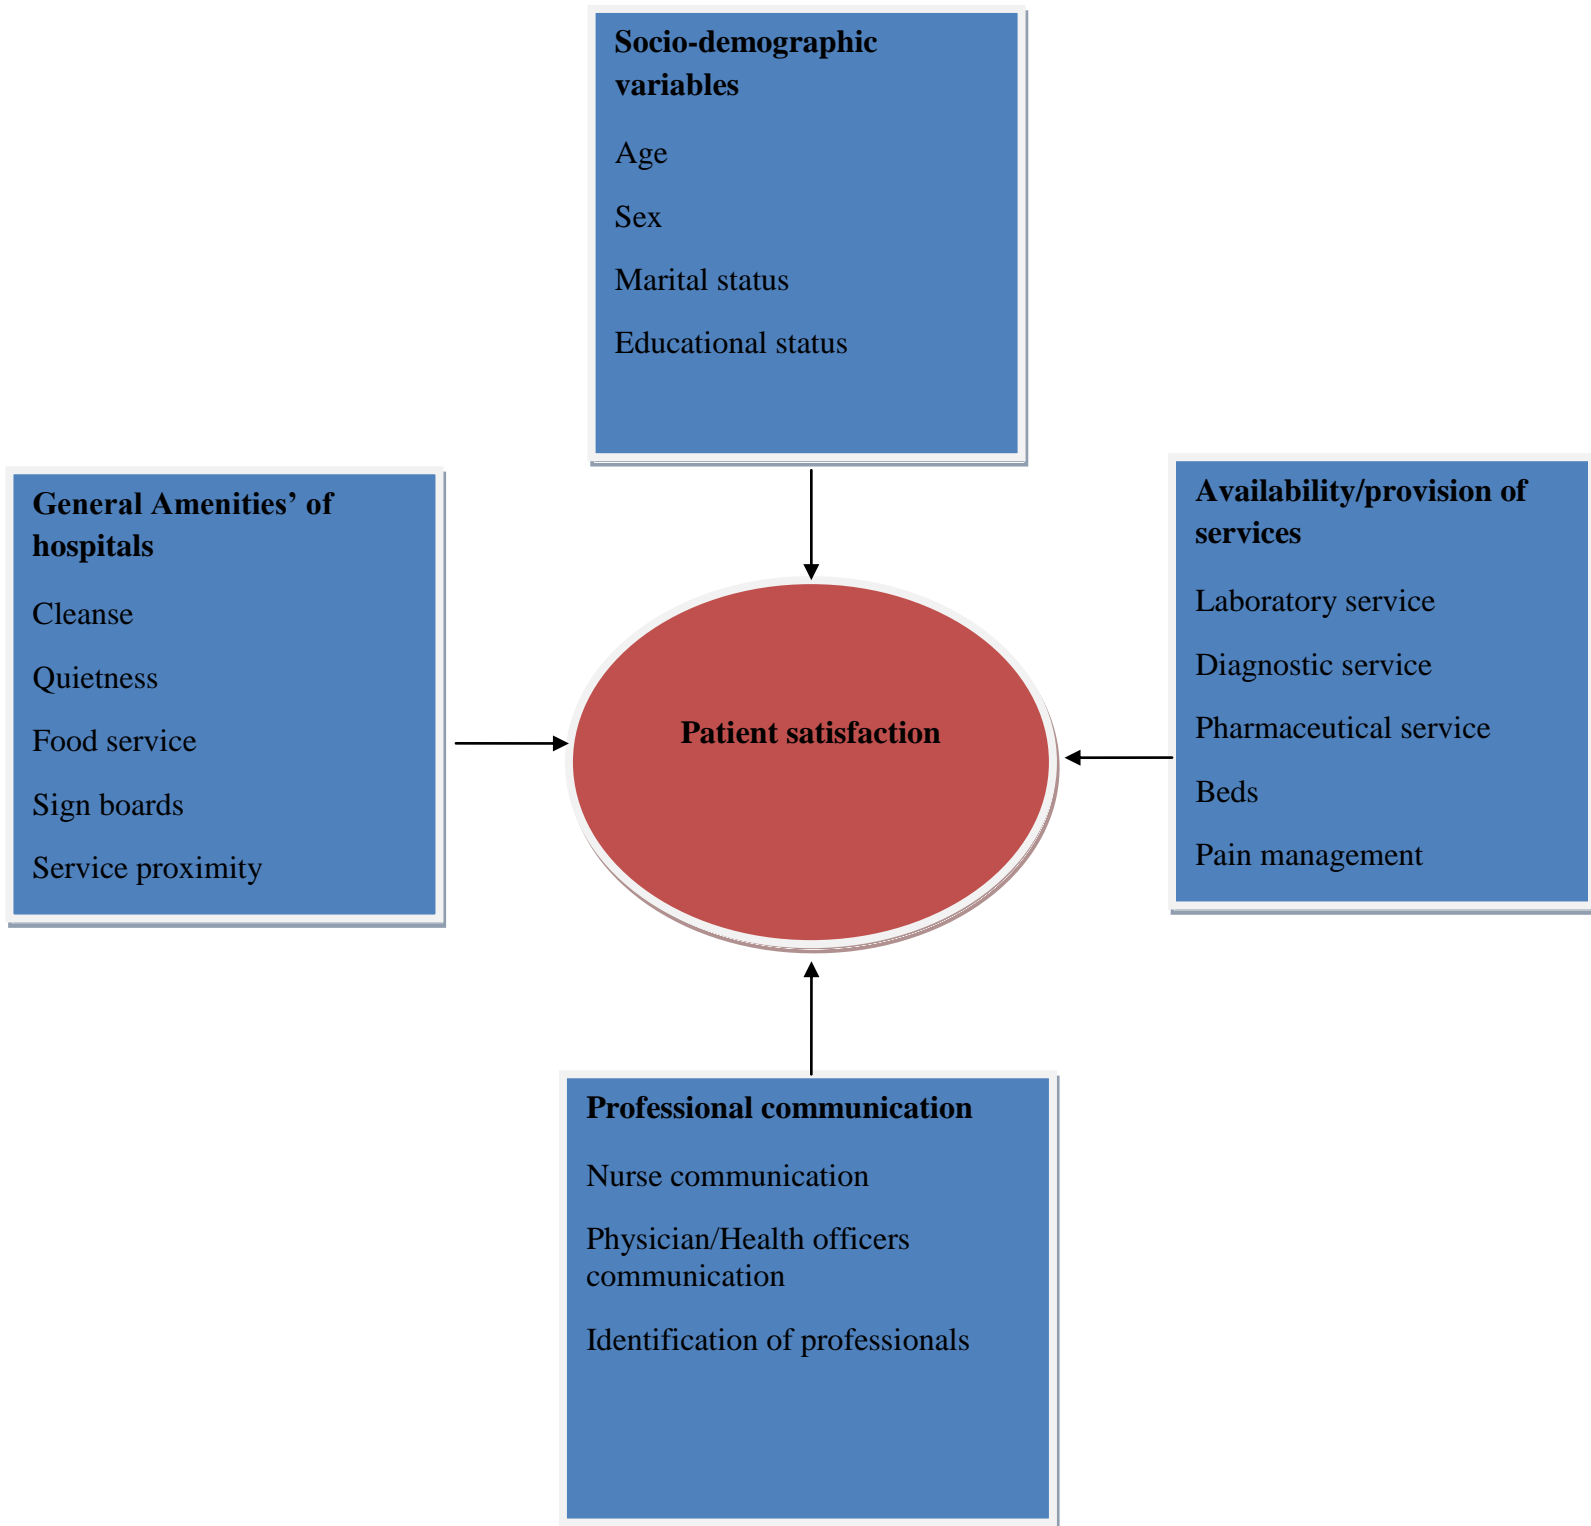 Socio-demographic
variables
Age
Sex
Marital status
Educational status
General Amenities’ of
hospitals
Cleanse
Quietness
Food service
Sign boards
Service proximity
Patient satisfaction
Availability/provision of
services
Laboratory service
Diagnostic service
Pharmaceutical service
Beds
Pain management
Professional communication
Nurse communication
Physician/Health officers
communication
Identification of professionals